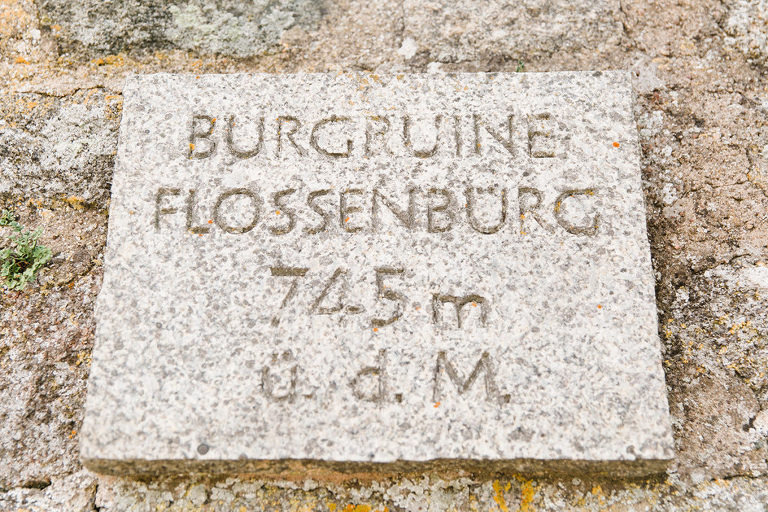 BURGRUINE
FLOSSENBÜRG
745 m
ü. d. M.